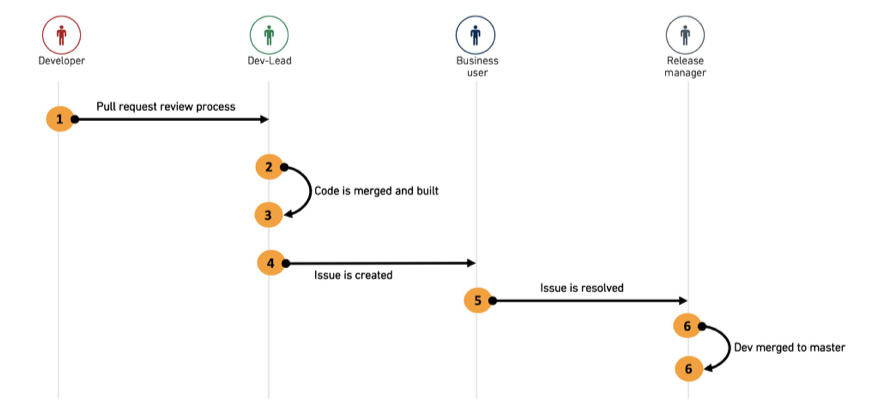 Developer
Dev-Lead
Business
user
Release
manager
Pull request review process
1
2
Code is merged and built
3
4
Issue is created
Issue is resolved
5
6
Dev merged to master
6